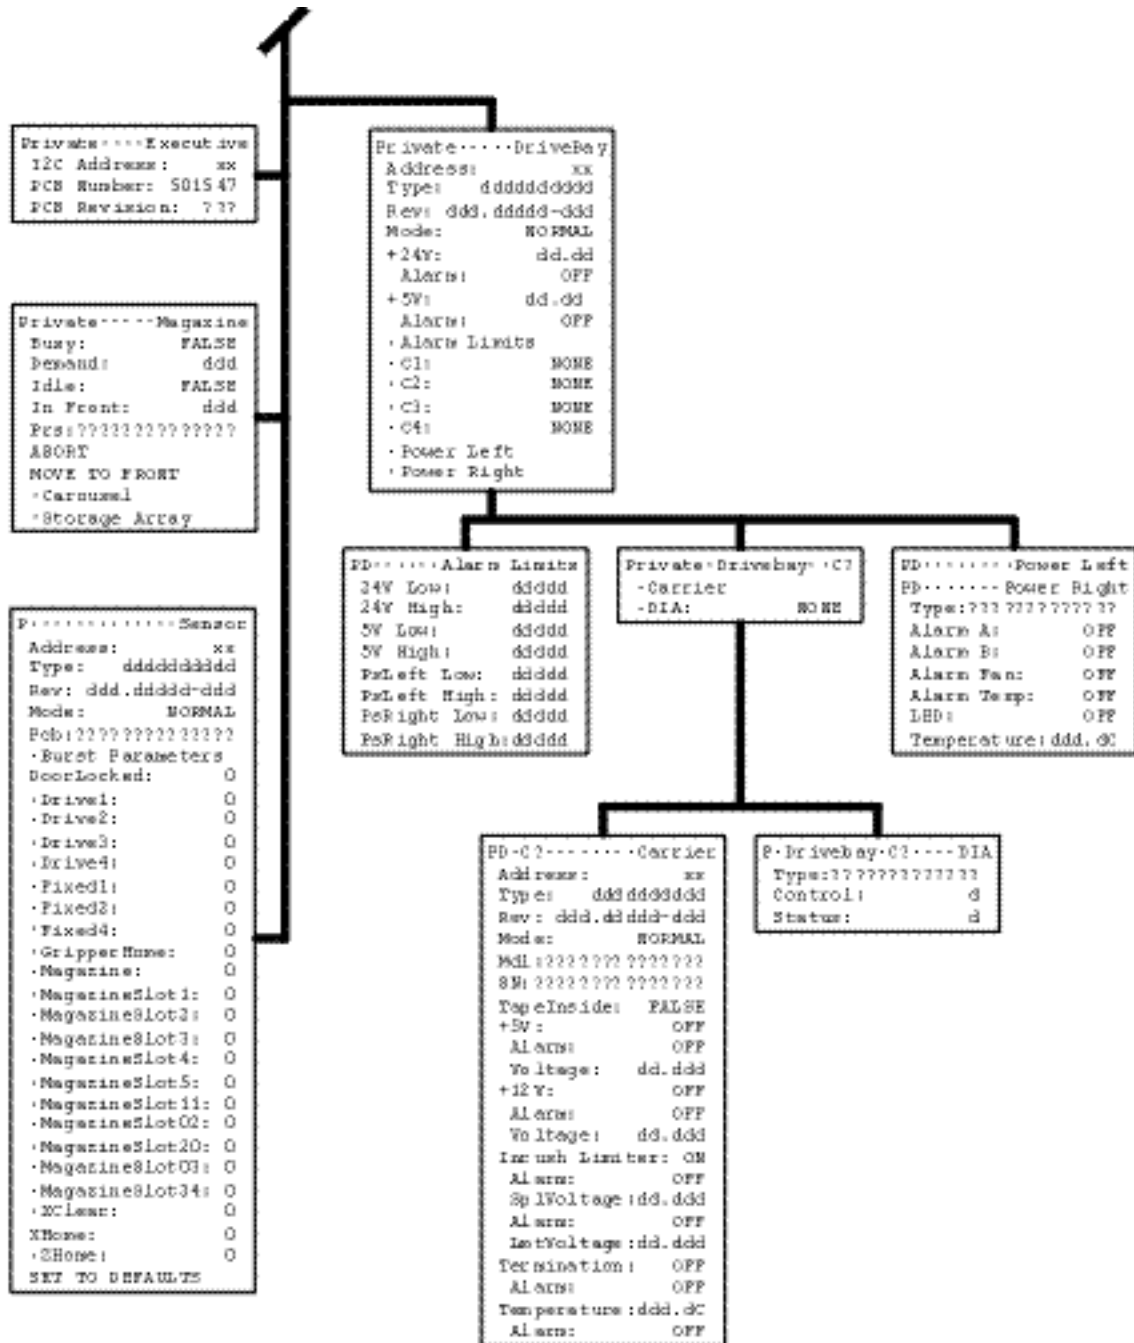 Private····Executive
I2C Address: xx
PCB Number: 501547
PCB Revision: ???
Private·····DriveBay
Address: xx
Type: dddddddddd
Rev: ddd.ddddd-ddd
Mode: NORMAL
+24V: dd.dd
Alarm: OFF
+5V: dd.dd
Alarm: OFF
·Alarm Limits
·C1: NONE
·C2: NONE
·C3: NONE
·C4: NONE
·Power Left
·Power Right
Private·····Magazine
Busy: FALSE
Demand: ddd
Idle: FALSE
In Front: ddd
Prs:??????????????
ABORT
MOVE TO FRONT
·Carousel
·Storage Array
PD······Alarm Limits
24V Low: ddddd
24V High: ddddd
5V Low: ddddd
5V High: ddddd
PsLeft Low: ddddd
PsLeft High: ddddd
PsRight Low: ddddd
PsRight High:ddddd
Private·Drivebay··C?
-Carrier
-DIA: NONE
PD········Power Left
PD·······Power Right
Type:?????????????
Alarm A: OFF
Alarm B: OFF
Alarm Fan: OFF
Alarm Temp: OFF
LED: OFF
Temperature:ddd.dC
P·············Sensor
Address: xx
Type: dddddddddd
Rev: ddd.ddddd-ddd
Mode: NORMAL
Pcb:??????????????
·Burst Parameters
DoorLocked: 0
·Drive1: 0
·Drive2: 0
·Drive3: 0
·Drive4: 0
·Fixed1: 0
·Fixed2: 0
·Fixed4: 0
·GripperHome: 0
·Magazine: 0
·MagazineSlot1: 0
·MagazineSlot2: 0
·MagazineSlot3: 0
·MagazineSlot4: 0
·MagazineSlot5: 0
·MagazineSlot11: 0
·MagazineSlot02: 0
·MagazineSlot20: 0
·MagazineSlot03: 0
·MagazineSlot34: 0
·XClear: 0
XHome: 0
·ZHome: 0
SET TO DEFAULTS
PD-C?········Carrier
Address: xx
Type: dddddddddd
Rev: ddd.ddddd-ddd
Mode: NORMAL
Mdl:??????????????
SN:???????????????
TapeInside: FALSE
+5V: OFF
Alarm: OFF
Voltage: dd.ddd
+12V: OFF
Alarm: OFF
Voltage: dd.ddd
Inrush Limiter: ON
Alarm: OFF
SplVoltage:dd.ddd
Alarm: OFF
LmtVoltage:dd.ddd
Termination: OFF
Alarm: OFF
Temperature:ddd.dC
Alarm: OFF
P·Drivebay·C?····DIA
Type:?????????????
Control: d
Status: d